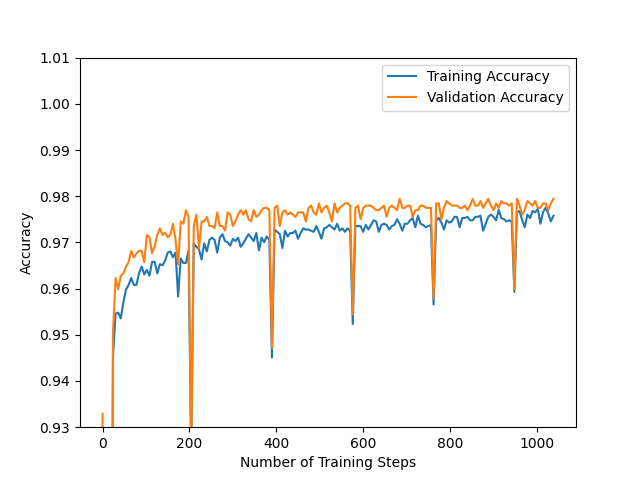 1.01
1.00
0.99
0.98
0.97
0.96
0.95
0.94
0.93
Accuracy
Training Accuracy
Validation Accuracy
0 200 400 600 800 1000
Number of Training Steps